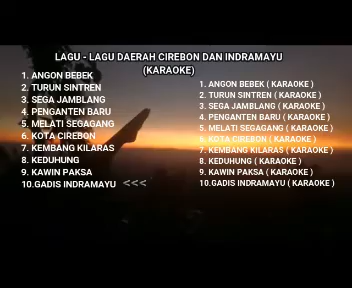 LAGU - LAGU DAERAH CIREBON DAN INDRAMAYU
(KARAOKE)
1. ANGON BEBEK
2. TURUN SINTREN
3. SEGA JAMBLANG
4. PENGANTEN BARU
5. MELATI SEGAGANG
6. KOTA CIREBON
7. KEMBANG KILARAS
8. KEDUHUNG
9. KAWIN PAKSA
10.GADIS INDRAMAYU <<<
1. ANGON BEBEK ( KARAOKE )
2. TURUN SINTREN ( KARAOKE )
3. SEGA JAMBLANG ( KARAOKE )
4. PENGANTEN BARU ( KARAOKE )
5. MELATI SEGAGANG ( KARAOKE )
6. KOTA CIREBON ( KARAOKE )
7. KEMBANG KILARAS ( KARAOKE )
8. KEDUHUNG ( KARAOKE )
9. KAWIN PAKSA ( KARAOKE )
10.GADIS INDRAMAYU ( KARAOKE )